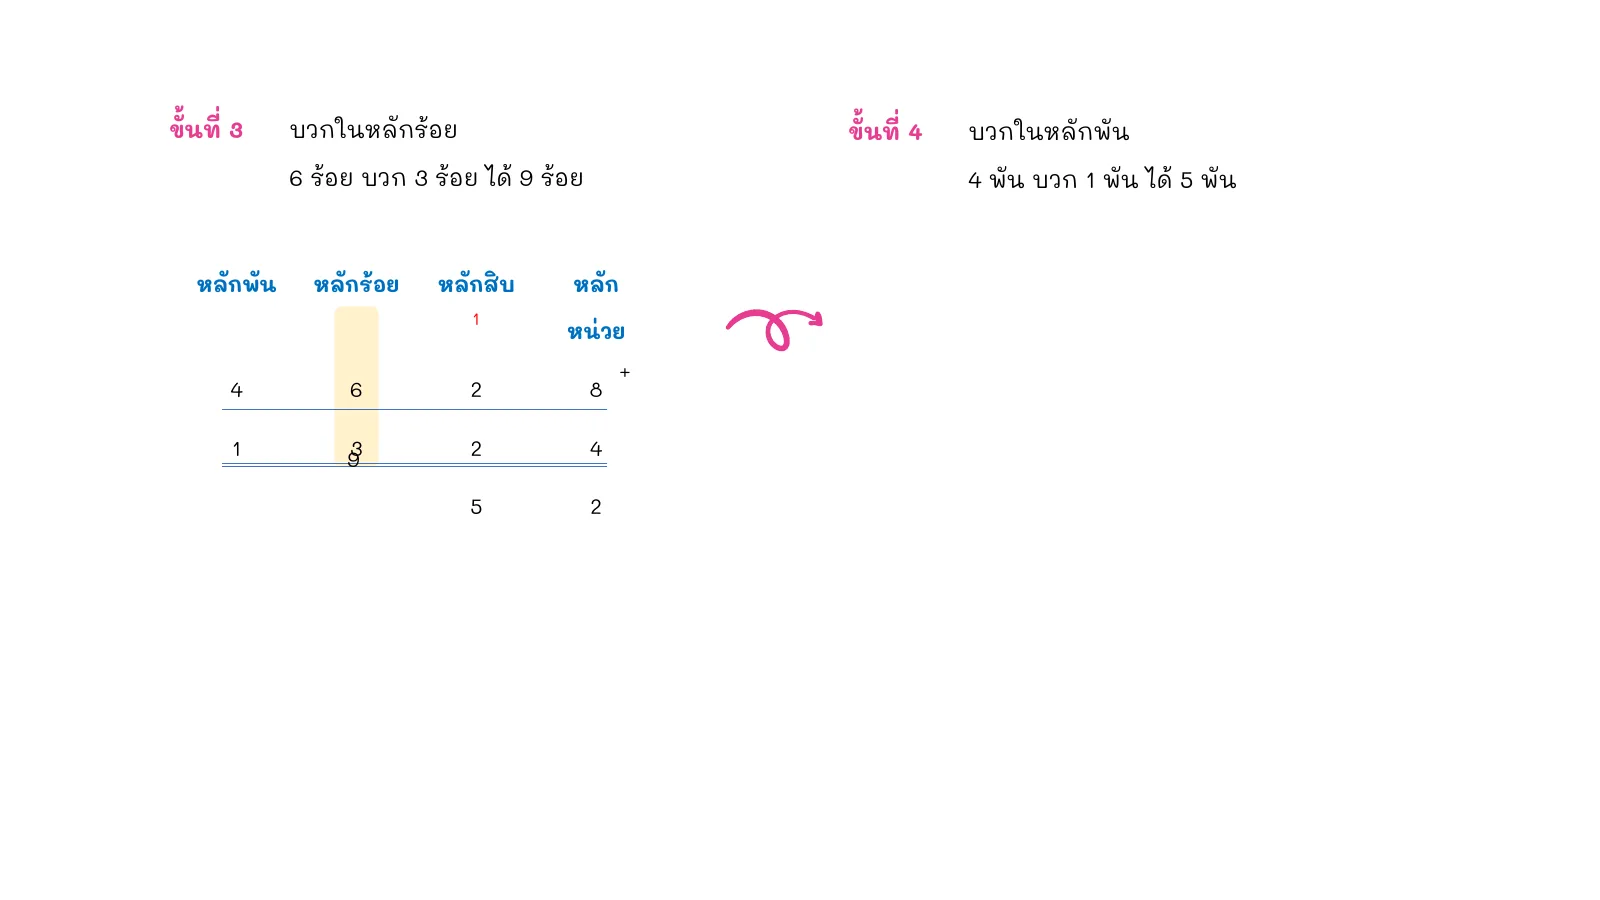 ขั้นที่ 3 บวกในหลักร้อย
6 ร้อย บวก 3 ร้อย ได้ 9 ร้อย
หลักพัน หลักร้อย หลักสิบ หลัก
หน่วย
1
+
4 6 2 8
1 3 2 4
9
5 2
ขั้นที่ 4 บวกในหลักพัน
4 พัน บวก 1 พัน ได้ 5 พัน